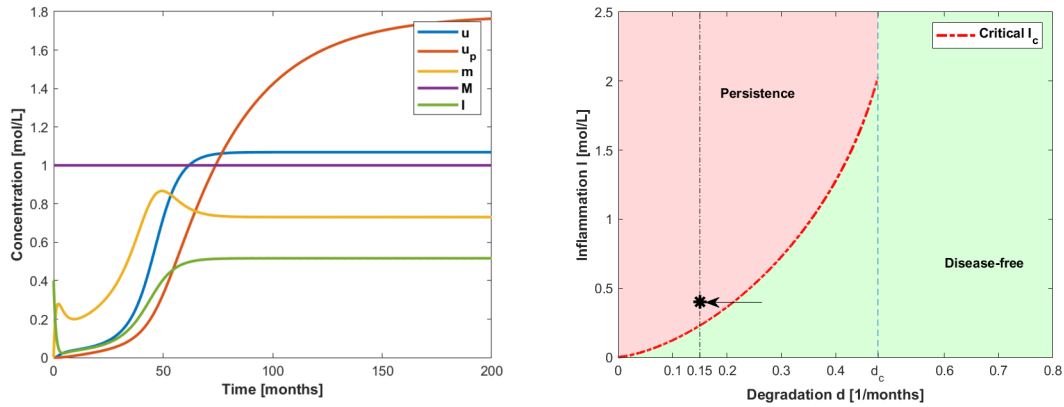 1.8
1.6
1.4
1.2
1
0.8
0.6
0.4
0.2
0
0
50
100
150
200
Concentration [mol/L]
Time [months]
u
u_p
m
M
I
2.5
2
1.5
1
0.5
0
0
0.1
0.15
0.2
0.3
0.4
d_c
0.6
0.7
0.8
Inflammation I [mol/L]
Degradation d [1/months]
Critical I_c
Persistence
Disease-free